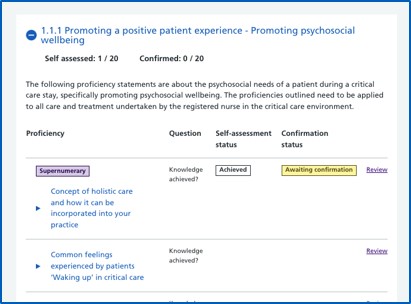 1.1.1 Promoting a positive patient experience - Promoting psychosocial
wellbeing
Self assessed: 1 / 20 Confirmed: 0 / 20
The following proficiency statements are about the psychosocial needs of a patient during a critical
care stay, specifically promoting psychosocial wellbeing. The proficiencies outlined need to be applied
to all care and treatment undertaken by the registered nurse in the critical care environment.
Proficiency Question Self-assessment Confirmation
status status
Supernumerary Knowledge Achieved Awaiting confirmation Review
achieved?
Concept of holistic care
and how it can be
incorporated into your
practice
Knowledge Review
Common feelings achieved?
experienced by patients
‘Waking up’ in critical care